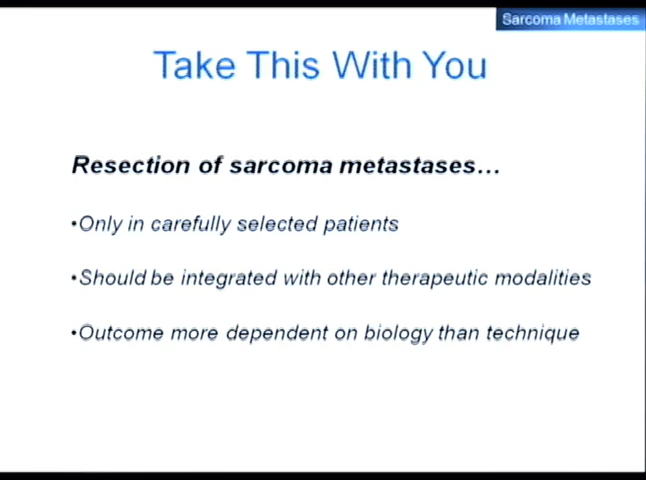 Sarcoma Metastases
Take This With You
Resection of sarcoma metastases…
•Only in carefully selected patients
•Should be integrated with other therapeutic modalities
•Outcome more dependent on biology than technique